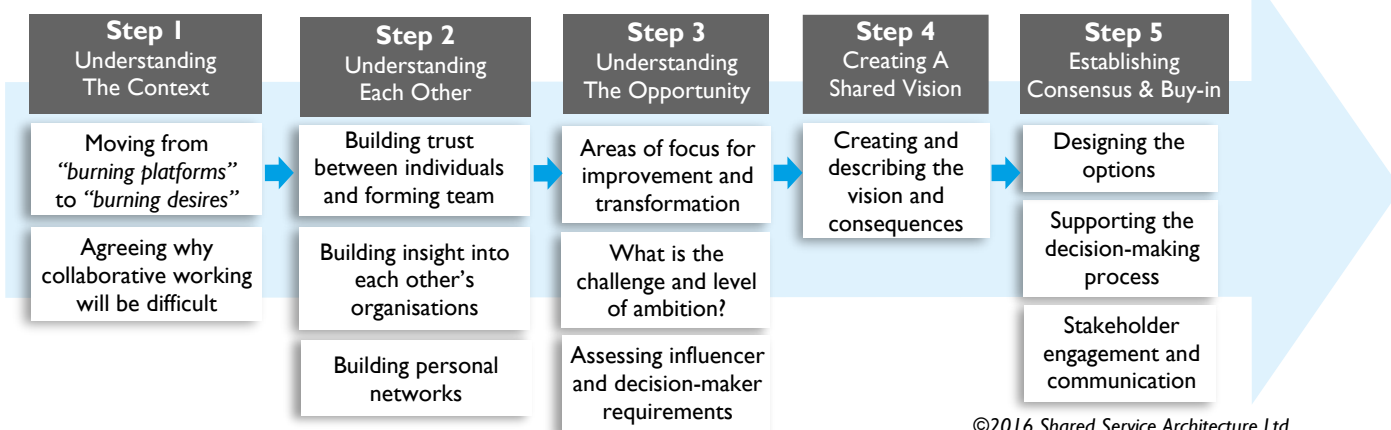 Step 1
Understanding
The Context
Moving from
"burning platforms"
to "burning desires"
Agreeing why
collaborative working
will be difficult
Step 2
Understanding
Each Other
Building trust
between individuals
and forming team
Building insight into
each other's
organisations
Building personal
networks
Step 3
Understanding
The Opportunity
Areas of focus for
improvement and
transformation
What is the
challenge and level
of ambition?
Assessing influencer
and decision-maker
requirements
Step 4
Creating A
Shared Vision
Creating and
describing the
vision and
consequences
Step 5
Establishing
Consensus & Buy-in
Designing the
options
Supporting the
decision-making
process
Stakeholder
engagement and
communication
©2016 Shared Service Architecture Ltd